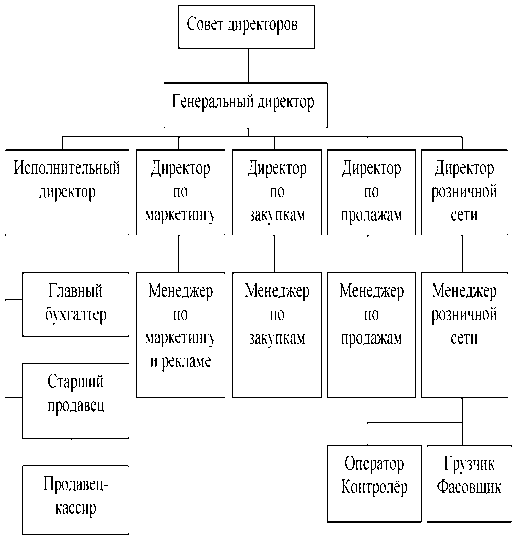 Совет директоров
Генеральный директор
Исполнительный
директор
Директор
по
маркетингу
Директор
по
закупкам
Директор
по
продажам
Директор
розничной
сети
Главный
бухгалтер
Менеджер
по
маркетингу
и рекламе
Менеджер
по
закупкам
Менеджер
по
продажам
Менеджер
розничной
сети
Старший
продавец
Продавец-
кассир
Оператор
Контролёр
Грузчик
Фасовщик